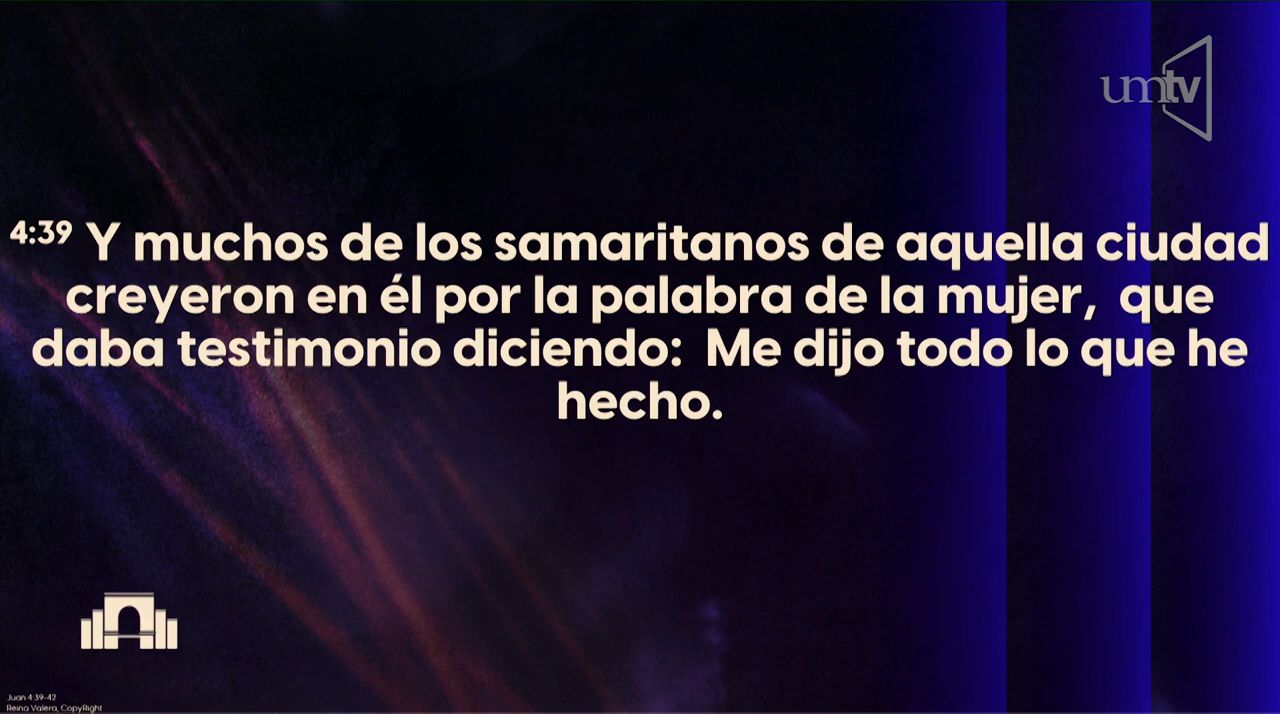 umtv
4:39 Y muchos de los samaritanos de aquella ciudad
creyeron en él por la palabra de la mujer, que
daba testimonio diciendo: Me dijo todo lo que he
hecho.
Juan 4:39-42
Reina Valera, CopyRight